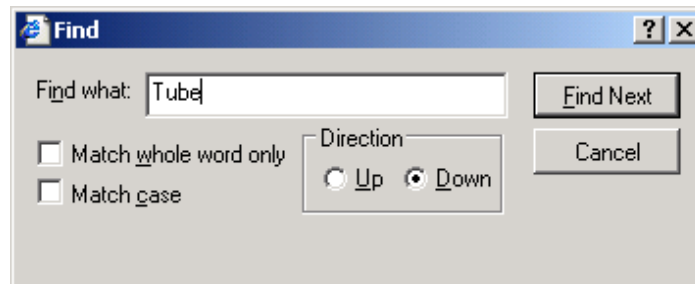 Find
Find what: Tube Find Next
Match whole word only Direction Cancel
Match case Up Down